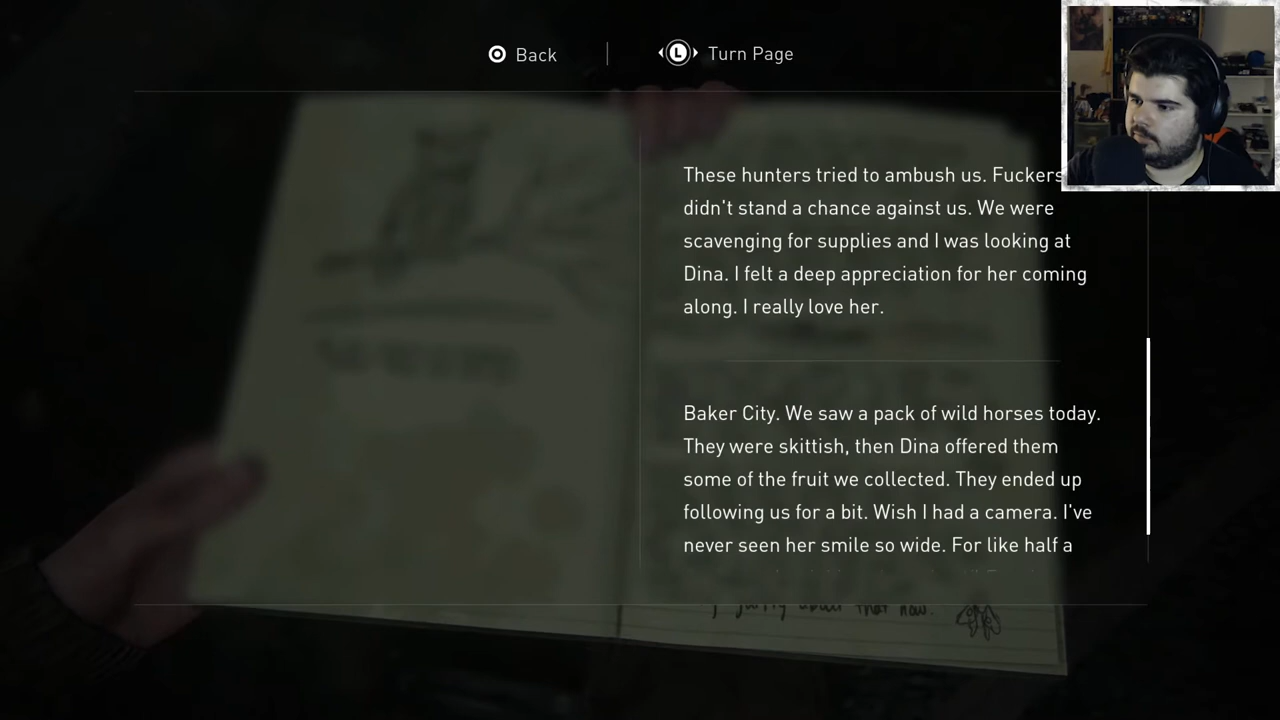 Back
L Turn Page
These hunters tried to ambush us. Fuckers
didn't stand a chance against us. We were
scavenging for supplies and I was looking at
Dina. I felt a deep appreciation for her coming
along. I really love her.
Baker City. We saw a pack of wild horses today.
They were skittish, then Dina offered them
some of the fruit we collected. They ended up
following us for a bit. Wish I had a camera. I've
never seen her smile so wide. For like half a
about that now.